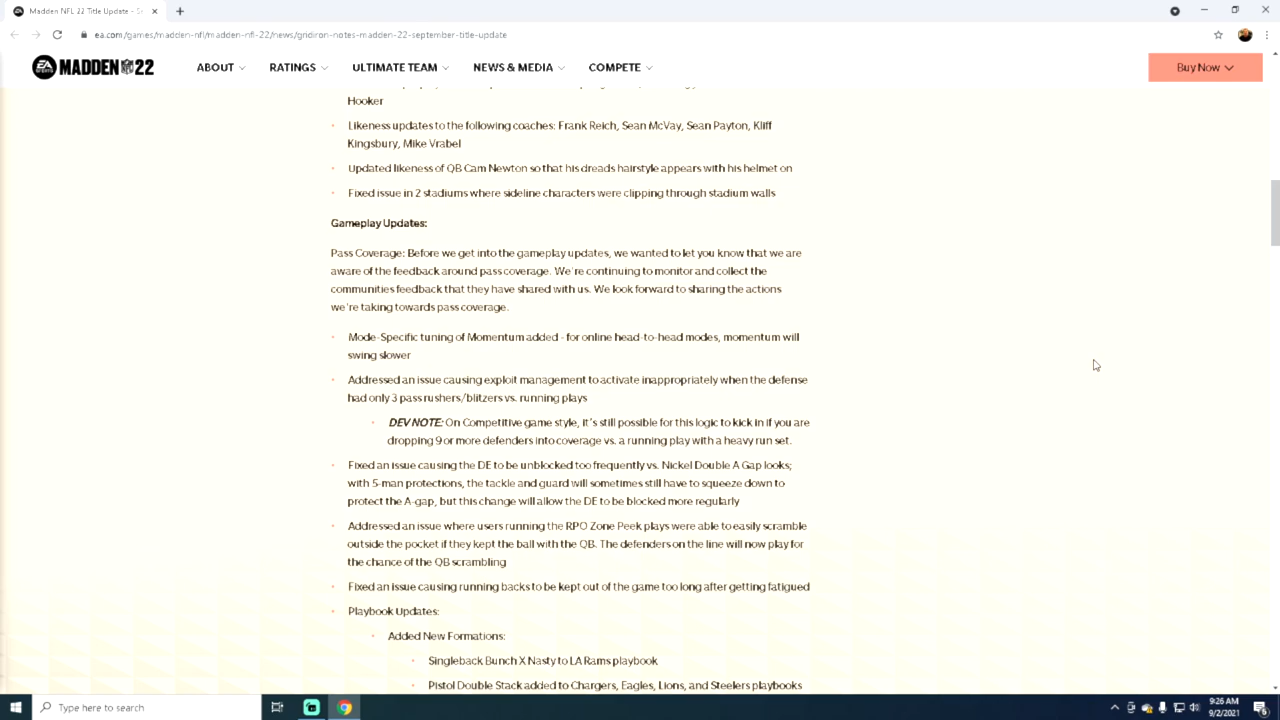 Madden NFL 22 Title Update - S
ea.com/games/madden-nfl/madden-nfl-22/news/gridiron-notes-madden-22-september-title-update
EA SPORTS MADDEN NFL 22
ABOUT
RATINGS
ULTIMATE TEAM
NEWS & MEDIA
COMPETE
Buy Now
Hooker
Likeness updates to the following coaches: Frank Reich, Sean McVay, Sean Payton, Kliff
Kingsbury, Mike Vrabel
Updated likeness of QB Cam Newton so that his dreads hairstyle appears with his helmet on
Fixed issue in 2 stadiums where sideline characters were clipping through stadium walls
Gameplay Updates:
Pass Coverage: Before we get into the gameplay updates, we wanted to let you know that we are
aware of the feedback around pass coverage. We're continuing to monitor and collect the
communities feedback that they have shared with us. We look forward to sharing the actions
we're taking towards pass coverage.
Mode-Specific tuning of Momentum added - for online head-to-head modes, momentum will
swing slower
Addressed an issue causing exploit management to activate inappropriately when the defense
had only 3 pass rushers/blitzers vs. running plays
DEV NOTE: On Competitive game style, it's still possible for this logic to kick in if you are
dropping 9 or more defenders into coverage vs. a running play with a heavy run set.
Fixed an issue causing the DE to be unblocked too frequently vs. Nickel Double A Gap looks;
with 5-man protections, the tackle and guard will sometimes still have to squeeze down to
protect the A-gap, but this change will allow the DE to be blocked more regularly
Addressed an issue where users running the RPO Zone Peek plays were able to easily scramble
outside the pocket if they kept the ball with the QB. The defenders on the line will now play for
the chance of the QB scrambling
Fixed an issue causing running backs to be kept out of the game too long after getting fatigued
Playbook Updates:
Added New Formations:
Singleback Bunch X Nasty to LA Rams playbook
Pistol Double Stack added to Chargers, Eagles, Lions, and Steelers playbooks
Type here to search
9:26 AM
9/2/2021